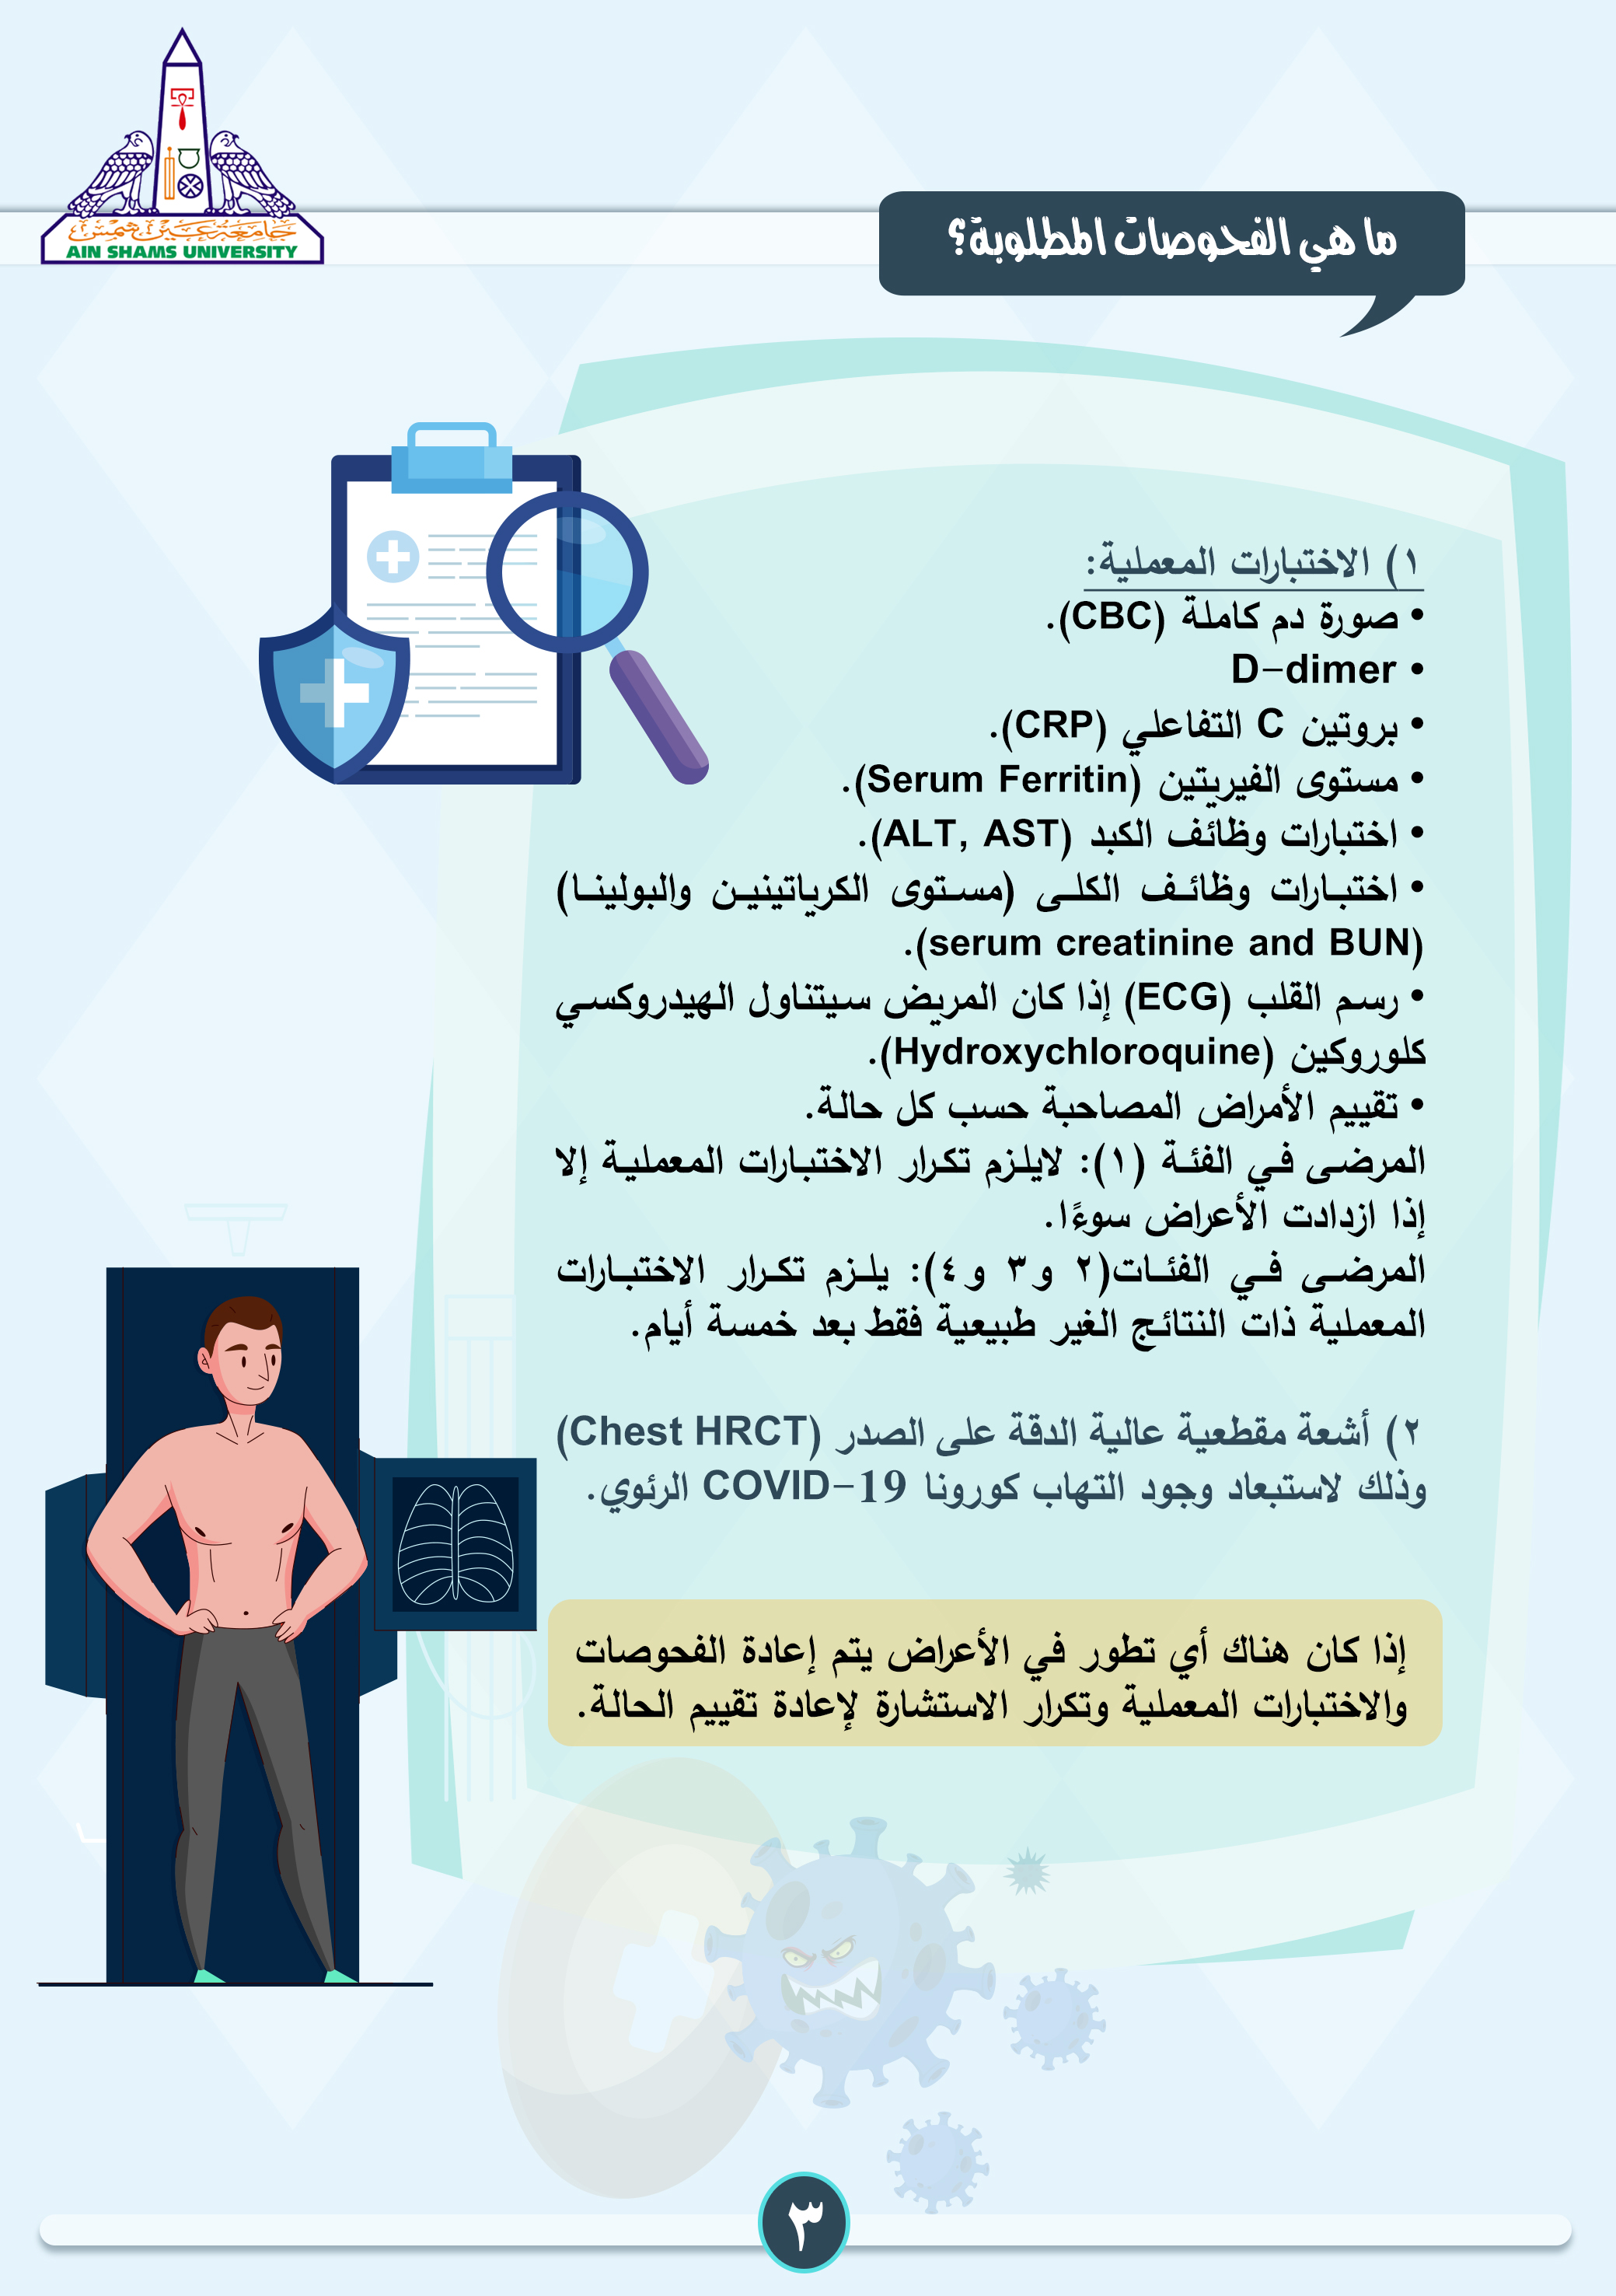 جامعة عين شمس
AIN SHAMS UNIVERSITY
ما هي الفحوصات المطلوبة؟
١) الاختبارات المعملية:
• صورة دم كاملة (CBC).
• D-dimer
• بروتين C التفاعلي (CRP).
• مستوى الفيريتين (Serum Ferritin).
• اختبارات وظائف الكبد (ALT, AST).
• اختبارات وظائف الكلى (مستوى الكرياتينين والبولينا)
(serum creatinine and BUN).
• رسم القلب (ECG) إذا كان المريض سيتناول الهيدروكسي
كلوروكين (Hydroxychloroquine).
• تقييم الأمراض المصاحبة حسب كل حالة.
المرضى في الفئة (١): لايلزم تكرار الاختبارات المعملية إلا
إذا ازدادت الأعراض سوءًا.
المرضى في الفئات(٢ و٣ و٤): يلزم تكرار الاختبارات
المعملية ذات النتائج الغير طبيعية فقط بعد خمسة أيام.
٢) أشعة مقطعية عالية الدقة على الصدر (Chest HRCT)
وذلك لاستبعاد وجود التهاب كورونا COVID-19 الرئوي.
إذا كان هناك أي تطور في الأعراض يتم إعادة الفحوصات
والاختبارات المعملية وتكرار الاستشارة لإعادة تقييم الحالة.
٣